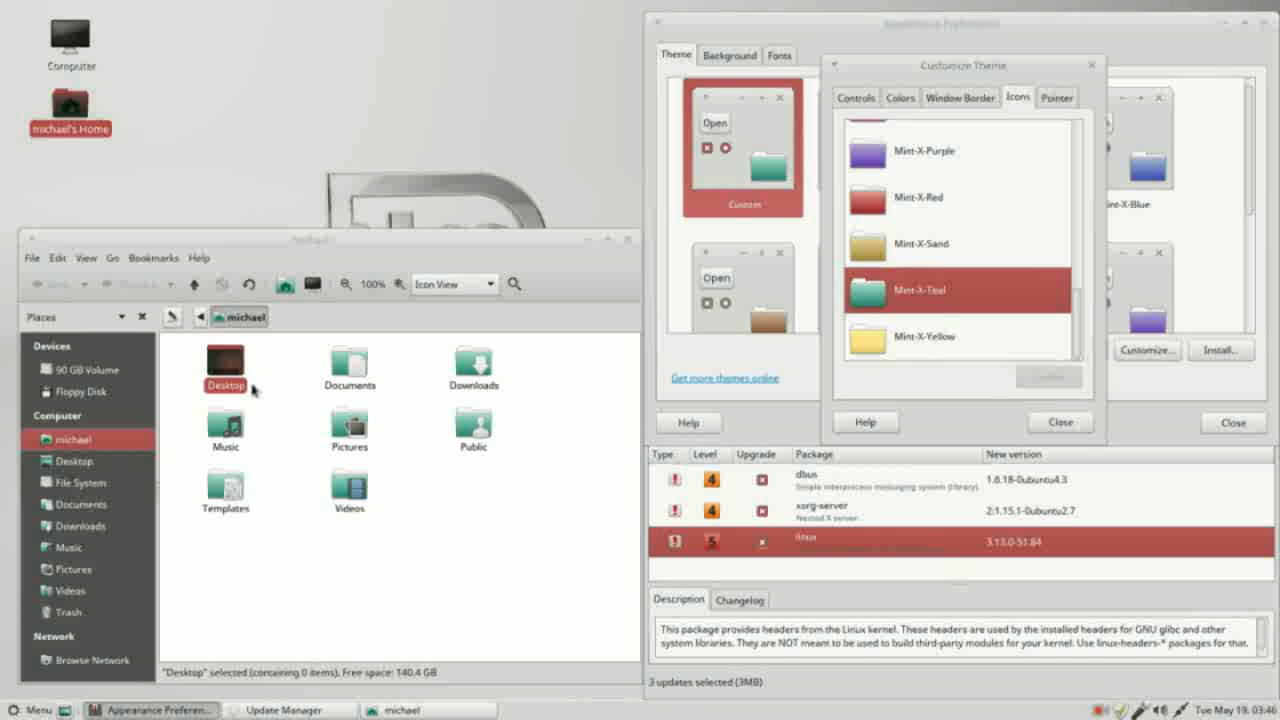 Computer
michael's Home
File Edit View Go Bookmarks Help
100% Icon View
Places
michael
Devices
90 GB Volume
Floppy Disk
Computer
michael
Desktop
File System
Documents
Downloads
Music
Pictures
Videos
Trash
Network
Browse Network
Desktop Documents Downloads
Music Pictures Public
Templates Videos
"Desktop" selected (containing 0 items), Free space: 140.4 GB
Appearance Preferences
Theme Background Fonts
Open
Custom
Open
int-X-Blue
Customize... Install...
Get more themes online
Help Close
Customize Theme
Controls Colors Window Border Icons Pointer
Mint-X-Purple
Mint-X-Red
Mint-X-Sand
Mint-X-Teal
Mint-X-Yellow
Help Close
Type Level Upgrade Package New version
4 dbus 1.6.18-0ubuntu4.3
Simple interprocess messaging system (library)
4 xorg-server 2:1.15.1-0ubuntu2.7
Nested X server
5 linux 3.13.0-51.84
Description Changelog
This package provides headers from the Linux kernel. These headers are used by the installed headers for GNU glibc and other
system libraries. They are NOT meant to be used to build third-party modules for your kernel. Use linux-headers-* packages for that.
3 updates selected (3MB)
Menu Appearance Preferen... Update Manager michael Tue May 19, 03:46